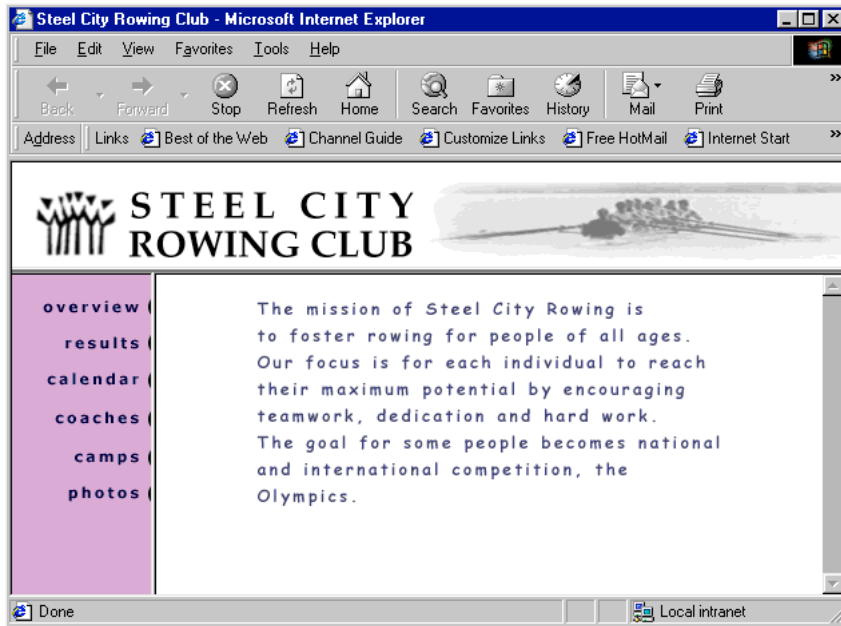 Steel City Rowing Club - Microsoft Internet Explorer
File Edit View Favorites Tools Help
Back Forward Stop Refresh Home Search Favorites History Mail Print »
Address Links Best of the Web Channel Guide Customize Links Free HotMail Internet Start »
STEEL CITY
ROWING CLUB
overview
results
calendar
coaches
camps
photos
The mission of Steel City Rowing is
to foster rowing for people of all ages.
Our focus is for each individual to reach
their maximum potential by encouraging
teamwork, dedication and hard work.
The goal for some people becomes national
and international competition, the
Olympics.
Done Local intranet